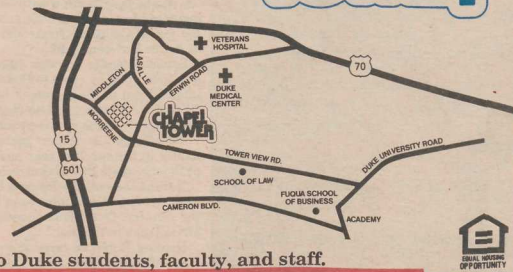 VETERANS
HOSPITAL
70
LASALLE
MIDDLETON
ERWIN ROAD
DUKE
MEDICAL
CENTER
MORREENE
CHAPEL
TOWER
15
501
TOWER VIEW RD.
DUKE UNIVERSITY ROAD
SCHOOL OF LAW
FUQUA SCHOOL
OF BUSINESS
CAMERON BLVD.
ACADEMY
EQUAL HOUSING
OPPORTUNITY
o Duke students, faculty, and staff.